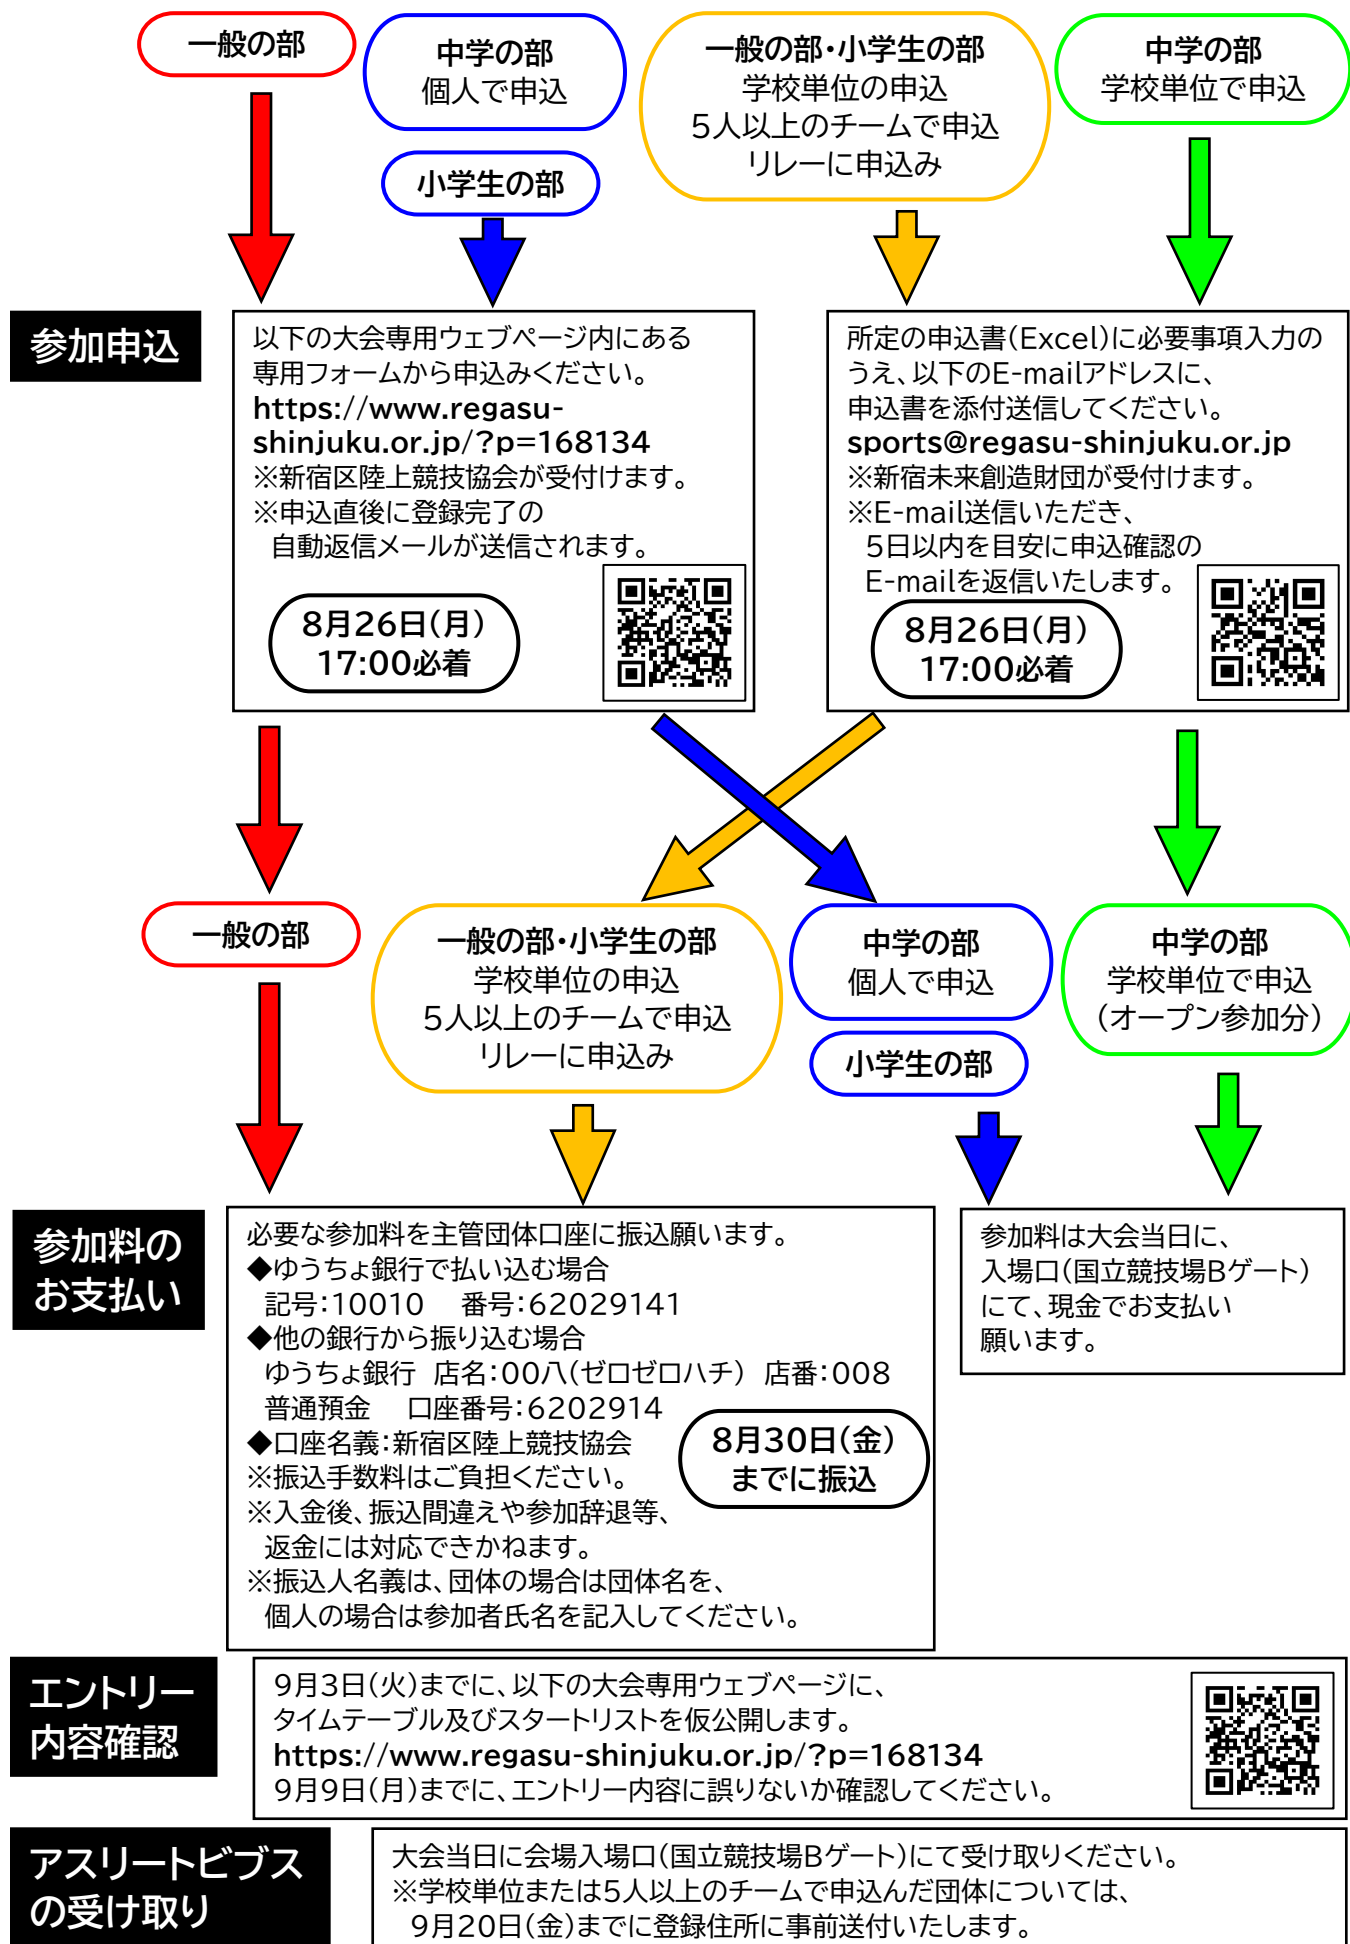 一般の部
中学の部
個人で申込
小学生の部
一般の部・小学生の部
学校単位の申込
5人以上のチームで申込
リレーに申込み
中学の部
学校単位で申込
参加申込
以下の大会専用ウェブページ内にある
専用フォームから申込みください。
https://www.regasu-
shinjuku.or.jp/?p=168134
※新宿区陸上競技協会が受付けます。
※申込直後に登録完了の
自動返信メールが送信されます。
8月26日(月)
17:00必着
所定の申込書(Excel)に必要事項入力の
うえ、以下のE-mailアドレスに、
申込書を添付送信してください。
sports@regasu-shinjuku.or.jp
※新宿未来創造財団が受付けます。
※E-mail送信いただき、
5日以内を目安に申込確認の
E-mailを返信いたします。
8月26日(月)
17:00必着
一般の部
一般の部・小学生の部
学校単位の申込
5人以上のチームで申込
リレーに申込み
中学の部
個人で申込
小学生の部
中学の部
学校単位で申込
(オープン参加分)
参加料の
お支払い
必要な参加料を主管団体口座に振込願います。
◆ゆうちょ銀行で払い込む場合
記号:10010 番号:62029141
◆他の銀行から振り込む場合
ゆうちょ銀行 店名:00八(ゼロゼロハチ) 店番:008
普通預金 口座番号:6202914
◆口座名義:新宿区陸上競技協会
※振込手数料はご負担ください。
※入金後、振込間違えや参加辞退等、
返金には対応できかねます。
※振込人名義は、団体の場合は団体名を、
個人の場合は参加者氏名を記入してください。
8月30日(金)
までに振込
参加料は大会当日に、
入場口(国立競技場Bゲート)
にて、現金でお支払い
願います。
エントリー
内容確認
9月3日(火)までに、以下の大会専用ウェブページに、
タイムテーブル及びスタートリストを仮公開します。
https://www.regasu-shinjuku.or.jp/?p=168134
9月9日(月)までに、エントリー内容に誤りないか確認してください。
アスリートビブス
の受け取り
大会当日に会場入場口(国立競技場Bゲート)にて受け取りください。
※学校単位または5人以上のチームで申込んだ団体については、
9月20日(金)までに登録住所に事前送付いたします。